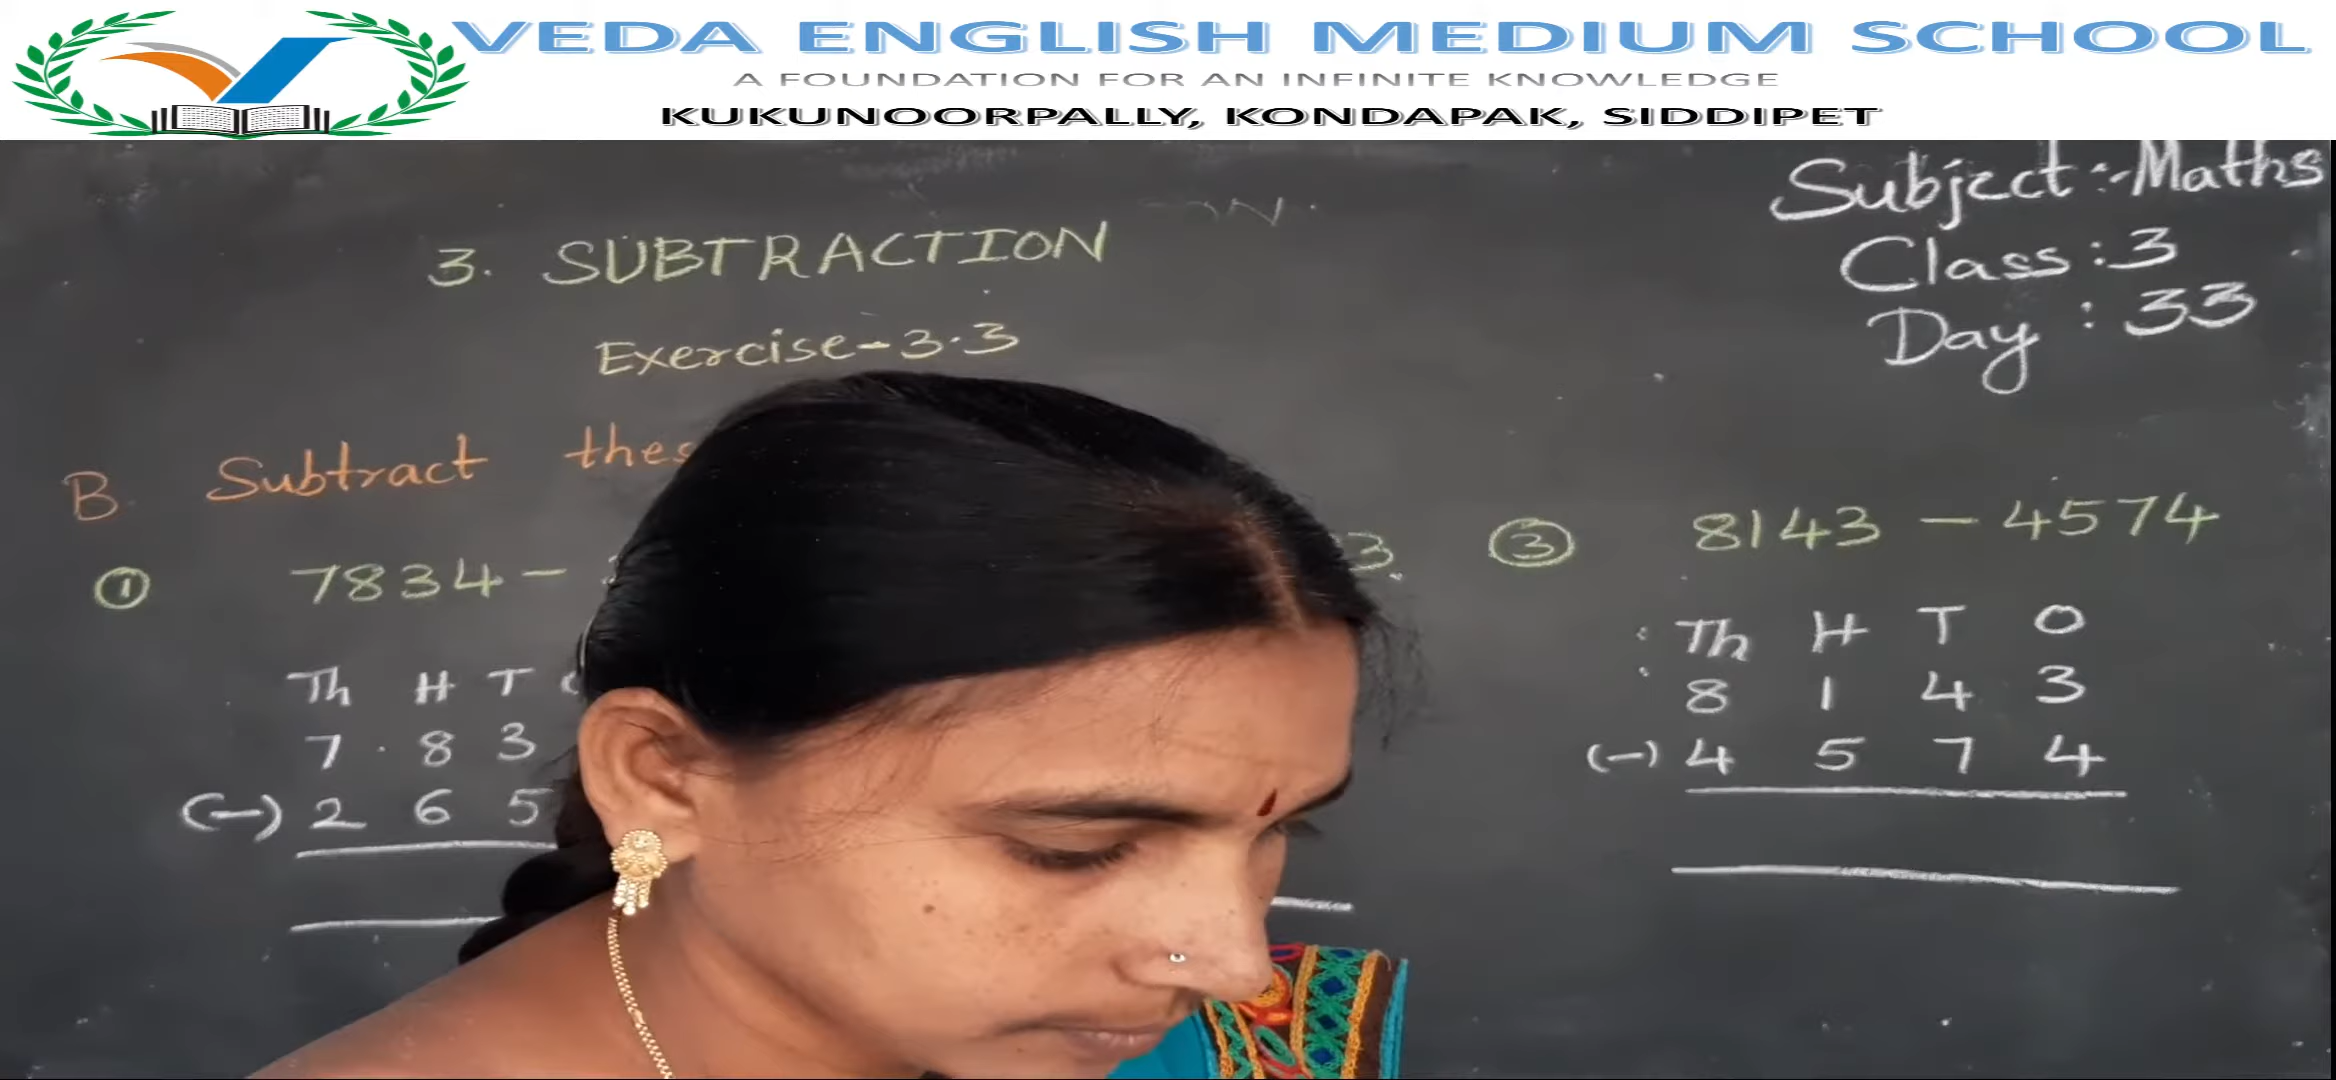 VEDA ENGLISH MEDIUM SCHOOL
A FOUNDATION FOR AN INFINITE KNOWLEDGE
KUKUNOORPALLY, KONDAPAK, SIDDIPET
Subject:-Maths
Class:3
Day:33
3. SUBTRACTION
Exercise-3.3
B. Subtract
① 7834-
Th H T
7 8 3
(-) 2 6 5
③ 8143 - 4574
Th H T O
8 1 4 3
(-) 4 5 7 4